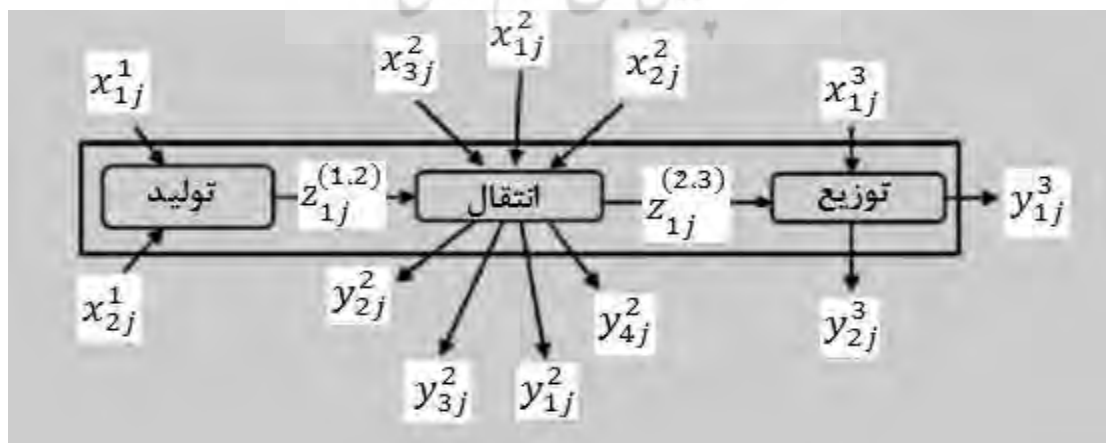 x_{1j}^{2}
x_{3j}^{2} x_{2j}^{2}
x_{1j}^{1} x_{1j}^{3}
تولید z_{1j}^{(1.2)} انتقال z_{1j}^{(2.3)} توزیع y_{1j}^{3}
x_{2j}^{1} y_{2j}^{2} y_{4j}^{2} y_{2j}^{3}
y_{3j}^{2} y_{1j}^{2}